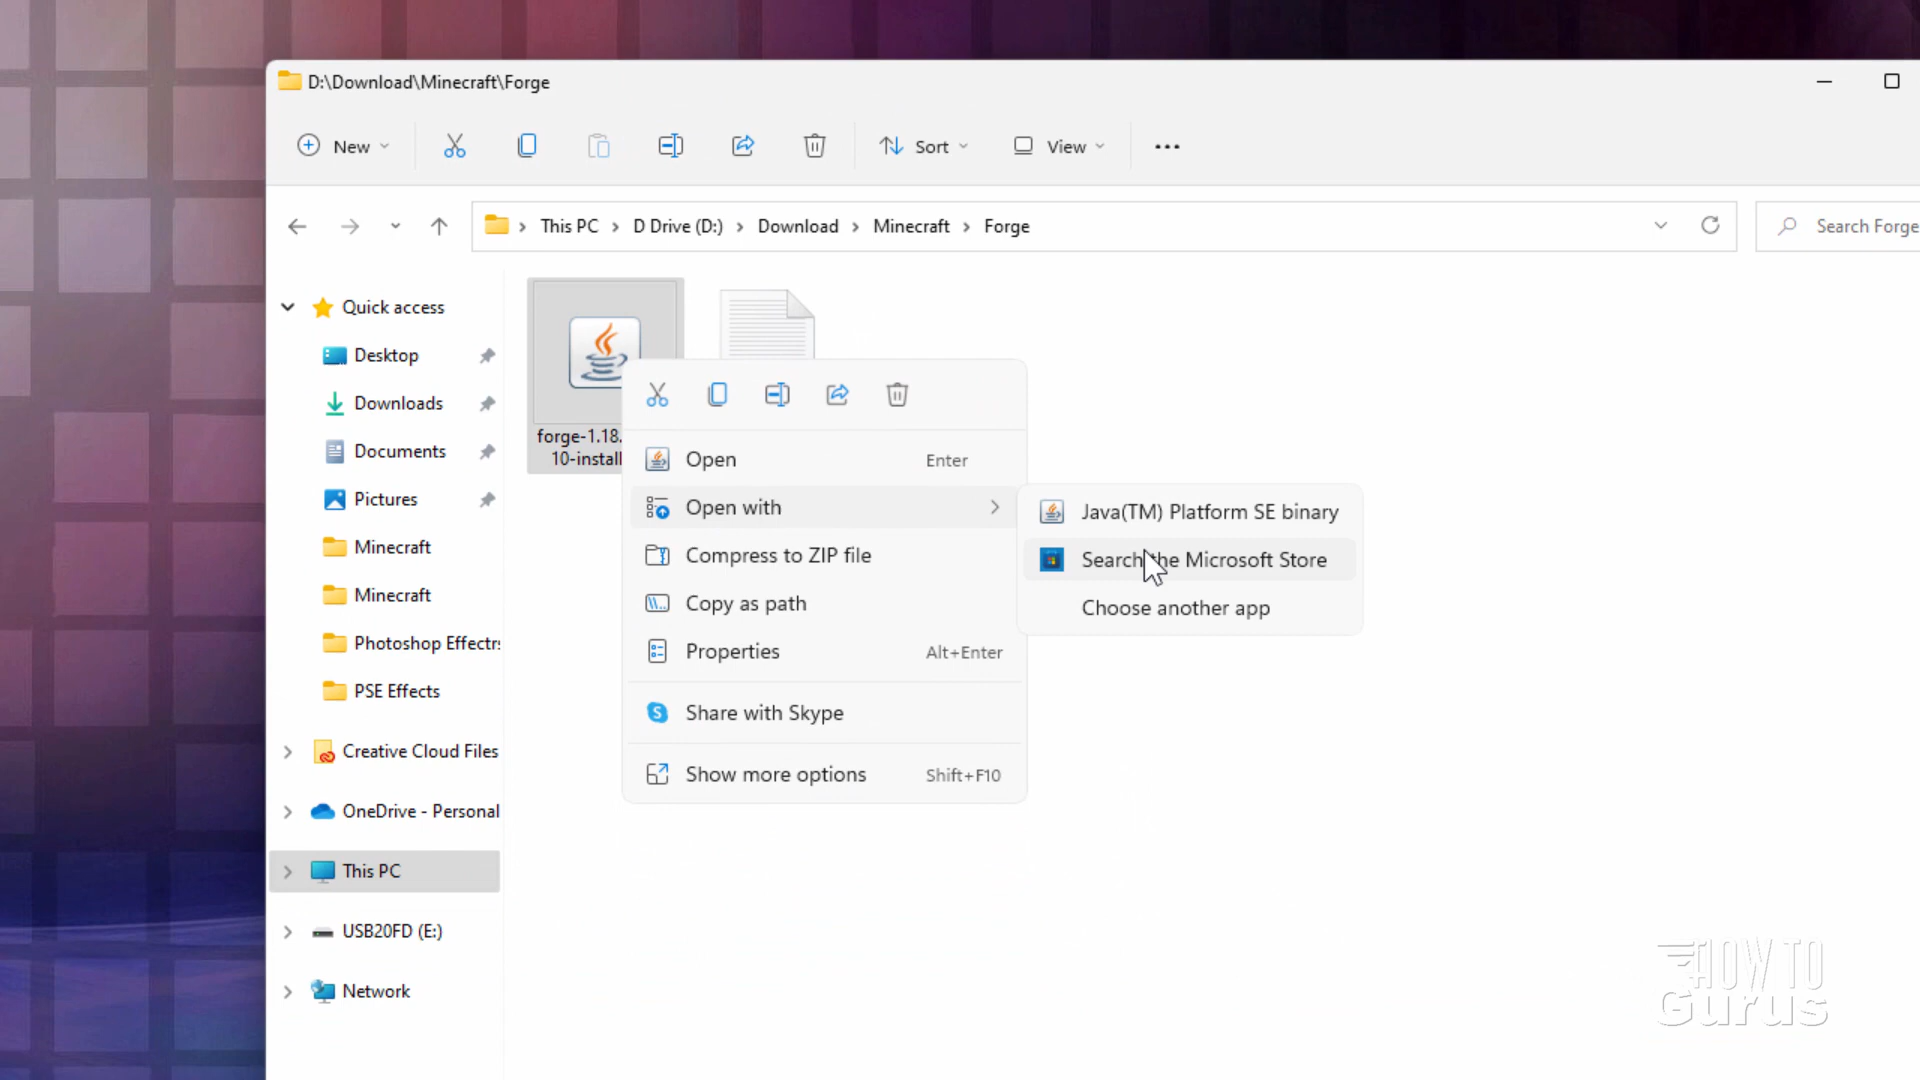 D:\Download\Minecraft\Forge
New
Sort
View
This PC
D Drive (D:)
Download
Minecraft
Forge
Search Forge
Quick access
Desktop
Downloads
Documents
Pictures
Minecraft
Minecraft
Photoshop Effects
PSE Effects
Creative Cloud Files
OneDrive - Personal
This PC
USB20FD (E:)
Network
forge-1.18.
10-install
Open Enter
Open with
Compress to ZIP file
Copy as path
Properties Alt+Enter
Share with Skype
Show more options Shift+F10
Java(TM) Platform SE binary
Search the Microsoft Store
Choose another app
HOW TO
Gurus